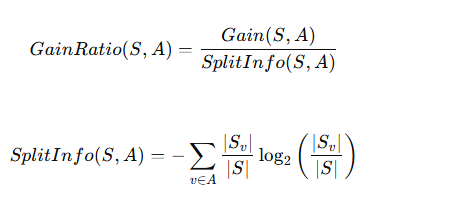 GainRatio(S, A) = Gain(S, A) / SplitInfo(S, A)
SplitInfo(S, A) = − ∑_{v∈A} |S_v| / |S| log₂ ( |S_v| / |S| )